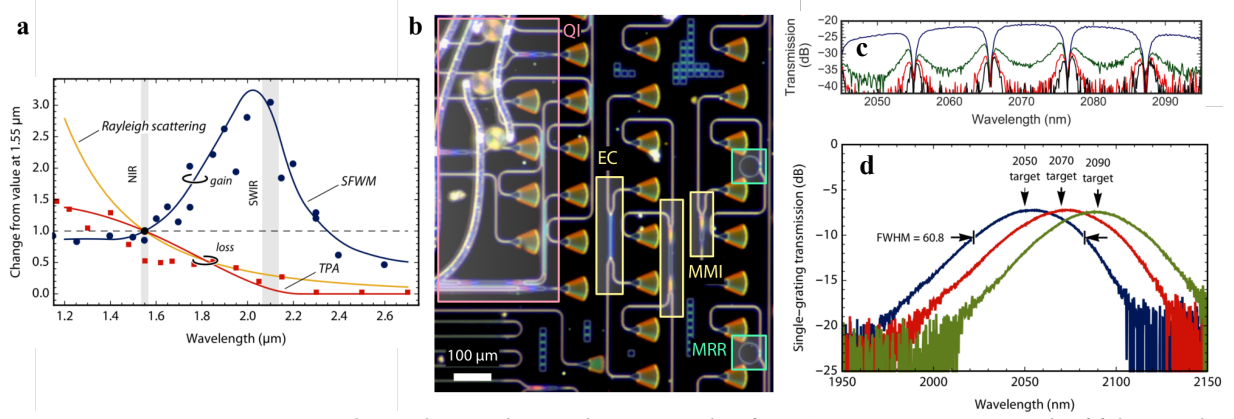 a
Change from value at 1.55 μm
3.0
2.5
2.0
1.5
1.0
0.5
0.0
Rayleigh scattering
NIR
SWIR
gain
loss
SFWM
TPA
1.2 1.4 1.6 1.8 2.0 2.2 2.4 2.6
Wavelength (μm)
b
QI
EC
MMI
MRR
100 μm
c
Transmission
(dB)
−20
−25
−30
−35
−40
2050 2060 2070 2080 2090
Wavelength (nm)
d
Single−grating transmission (dB)
0
−5
−10
−15
−20
−25
2050 2070 2090
target target target
FWHM = 60.8
1950 2000 2050 2100 2150
Wavelength (nm)